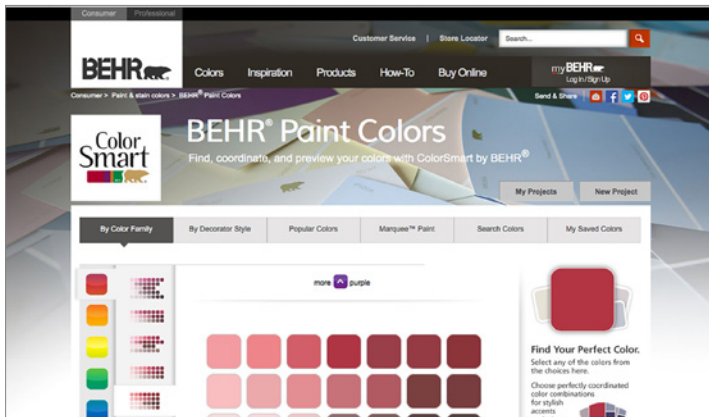 Consumer Professional
Customer Service | Store Locator Search...
BEHR
Colors Inspiration Products How-To Buy Online
myBEHR
Log In/Sign Up
Consumer > Paint & stain colors > BEHR® Paint Colors
Send & Share
Color
Smart
BEHR® Paint Colors
Find, coordinate, and preview your colors with ColorSmart by BEHR®
My Projects New Project
By Color Family By Decorator Style Popular Colors Marquee™ Paint Search Colors My Saved Colors
more purple
Find Your Perfect Color.
Select any of the colors from
the choices here.
Choose perfectly coordinated
color combinations
for stylish
accents